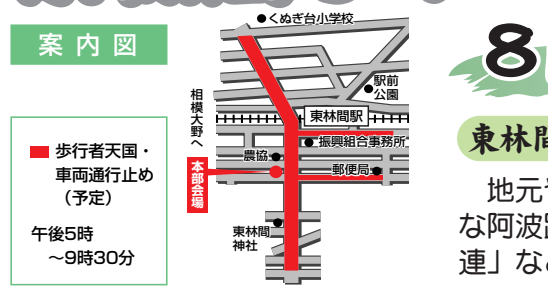 案内図
歩行者天国・
車両通行止め
（予定）
午後5時
～9時30分
くぬぎ台小学校
駅前
公園
相模大野へ
東林間駅
振興組合事務所
農協
郵便局
本部会場
東林間
神社
8
東林間
地元
な阿波踊
連」など